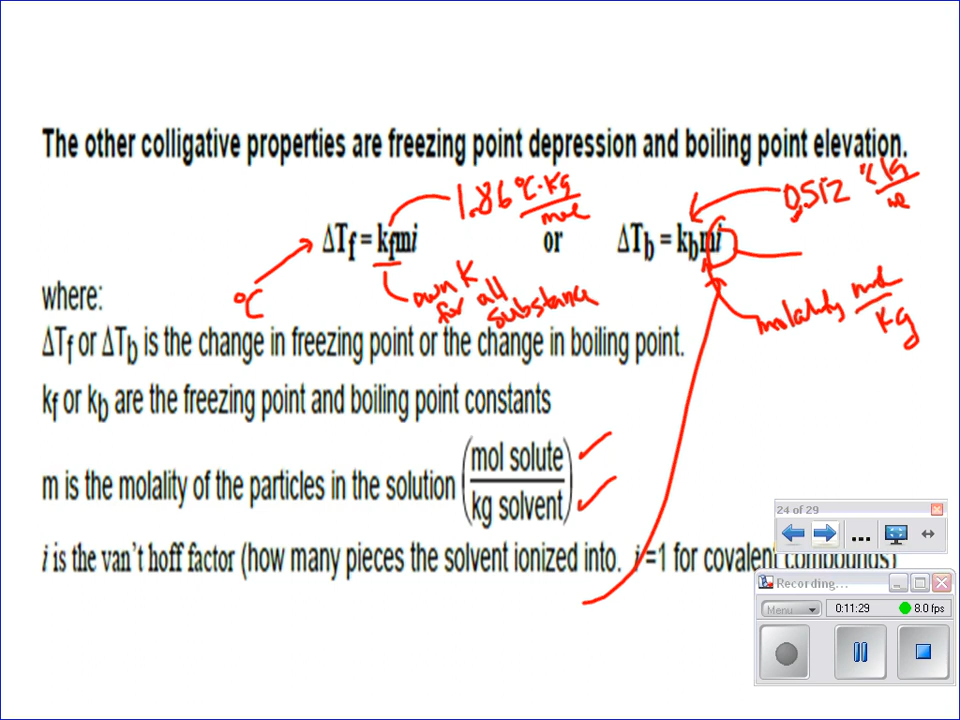 The other colligative properties are freezing point depression and boiling point elevation.
1.86 °C·Kg/mol
0.512 °C kg/
ΔTf = kfmi or ΔTb = kbmi
°C
own K
for all
substance
molality mol/Kg
where:
ΔTf or ΔTb is the change in freezing point or the change in boiling point.
kf or kb are the freezing point and boiling point constants
m is the molality of the particles in the solution (mol solute/kg solvent)
i is the van't hoff factor (how many pieces the solvent ionized into. i =1 for covalent compounds)
24 of 29
...
Recording...
Menu
0:11:29
8.0 fps